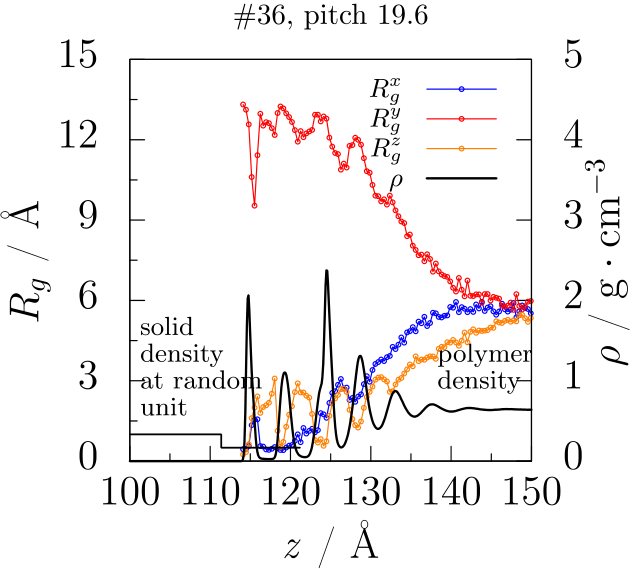 #36, pitch 19.6
15
12
9
6
3
0
R_g / Å
5
4
3
2
1
0
ρ / g · cm⁻³
R_g^x
R_g^y
R_g^z
ρ
solid
density
at random
unit
polymer
density
100 110 120 130 140 150
z / Å